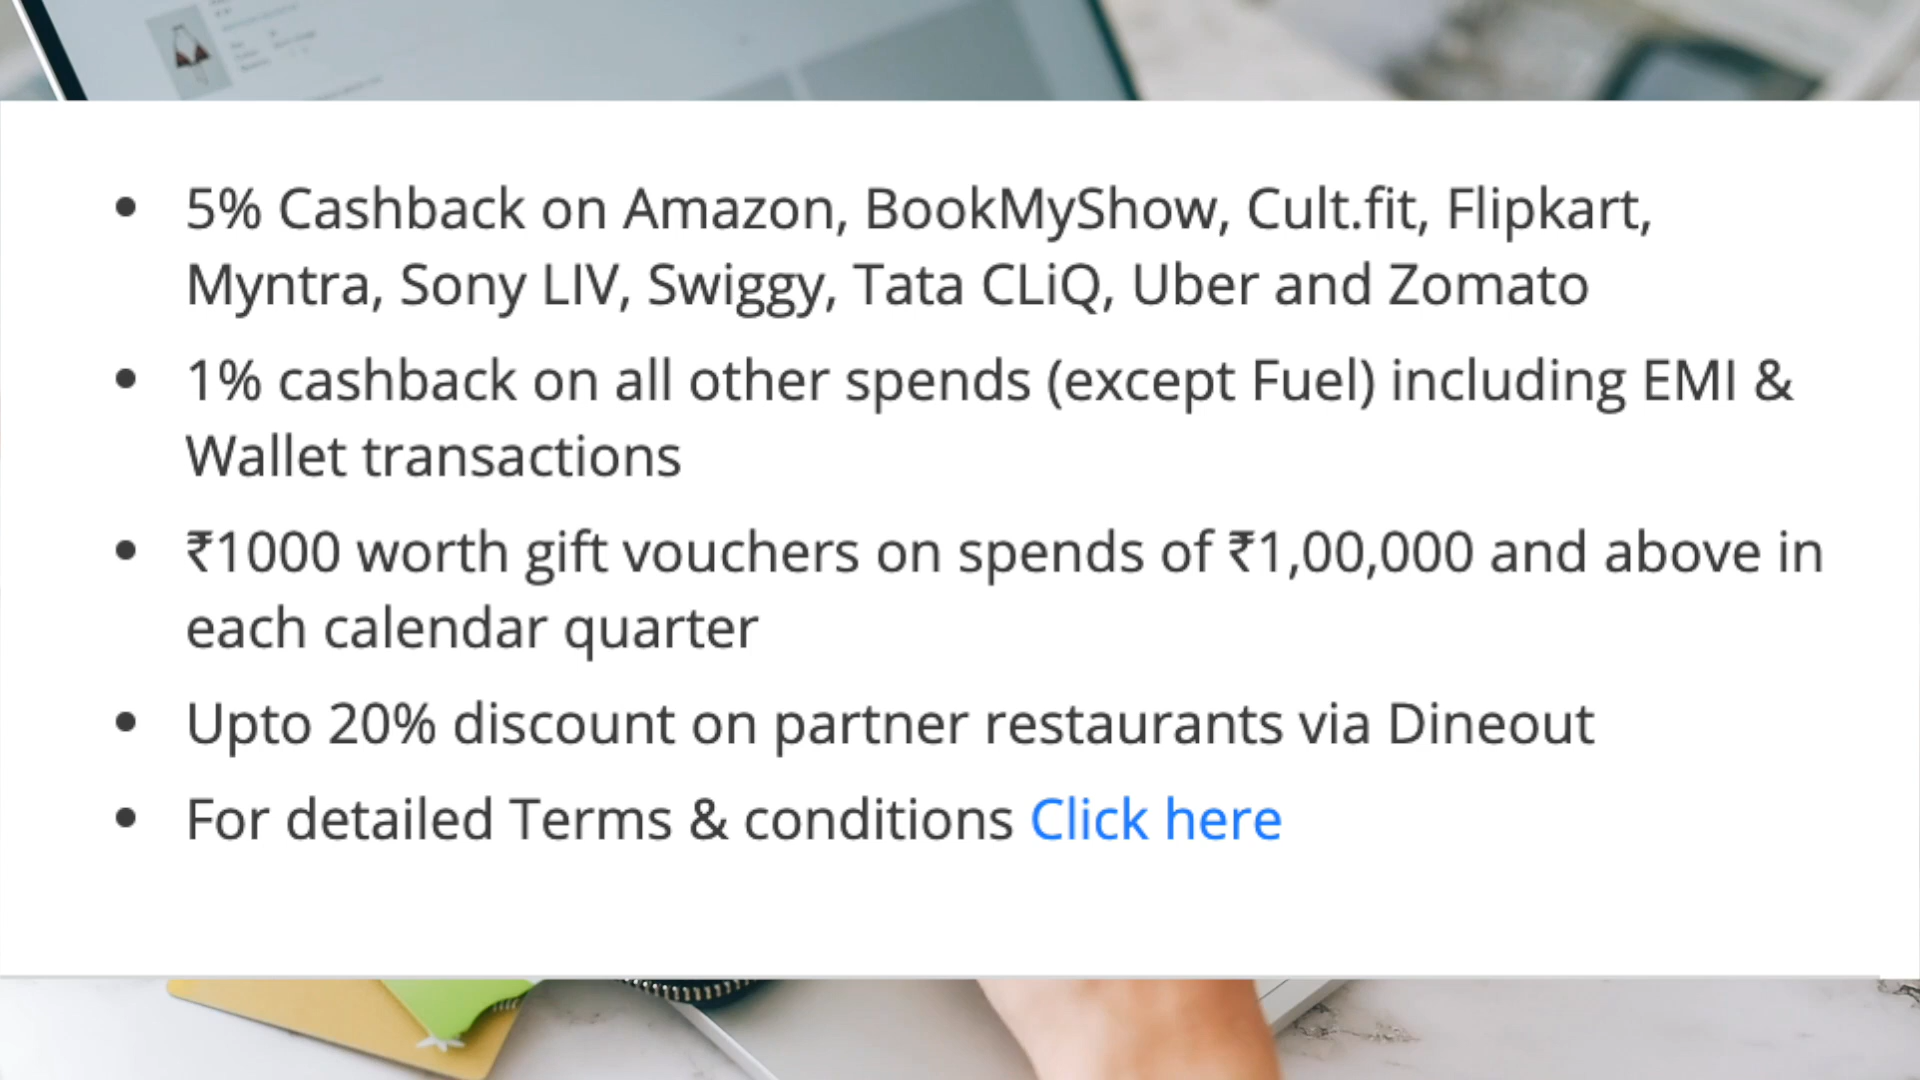 • 5% Cashback on Amazon, BookMyShow, Cult.fit, Flipkart,
Myntra, Sony LIV, Swiggy, Tata CLiQ, Uber and Zomato
• 1% cashback on all other spends (except Fuel) including EMI &
Wallet transactions
• ₹1000 worth gift vouchers on spends of ₹1,00,000 and above in
each calendar quarter
• Upto 20% discount on partner restaurants via Dineout
• For detailed Terms & conditions Click here